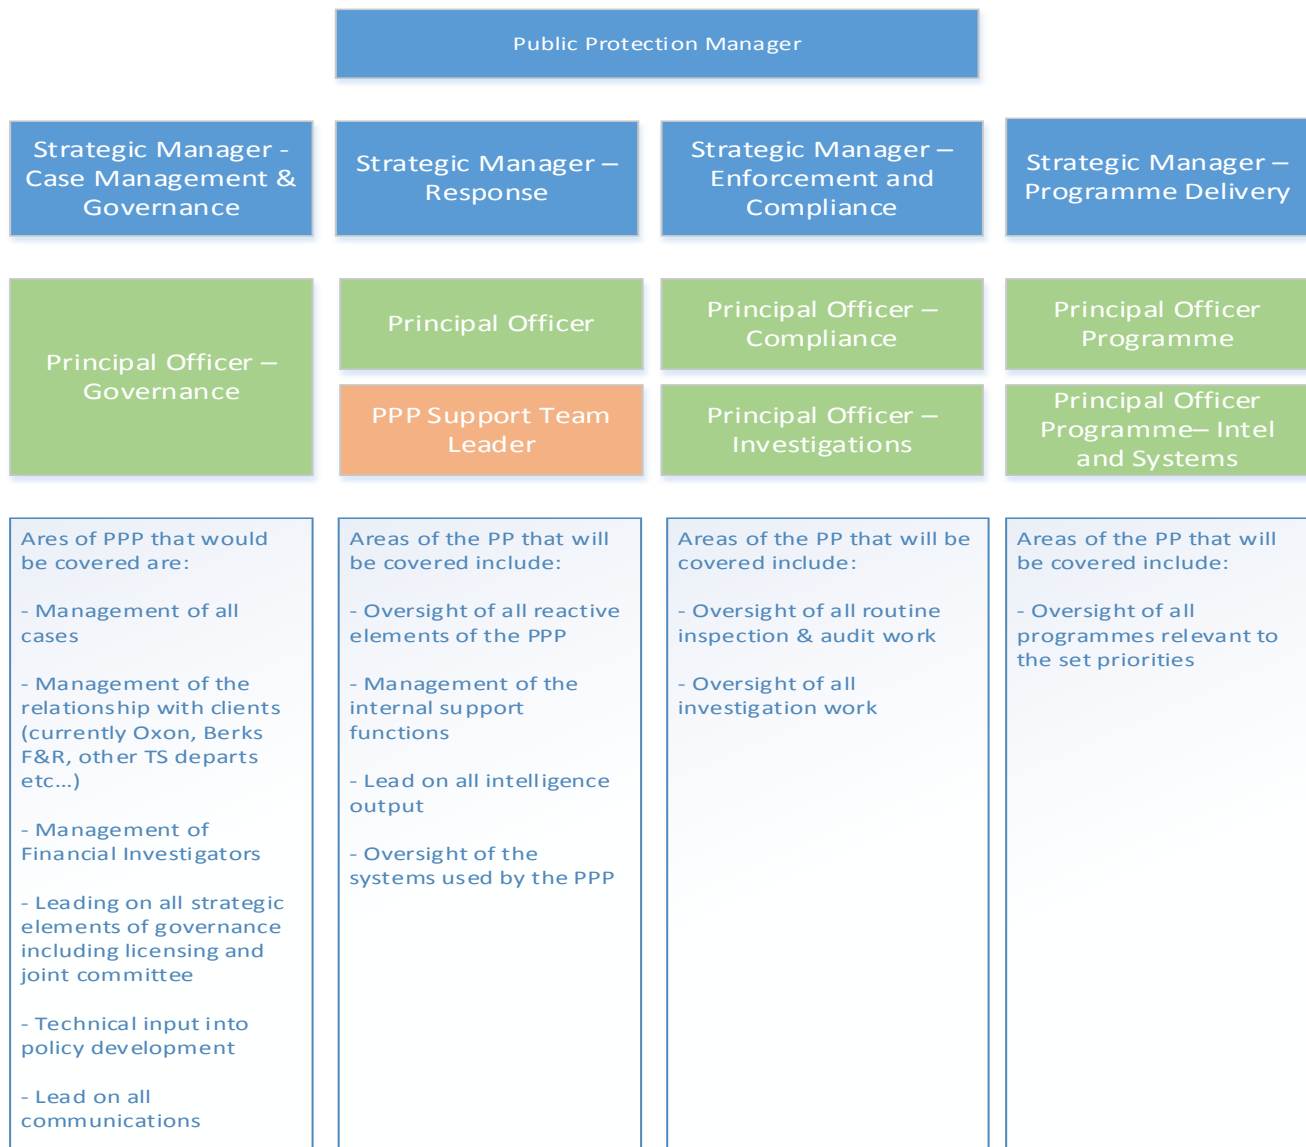 Public Protection Manager
Strategic Manager -
Case Management &
Governance
Strategic Manager –
Response
Strategic Manager –
Enforcement and
Compliance
Strategic Manager –
Programme Delivery
Principal Officer –
Governance
Principal Officer
PPP Support Team
Leader
Principal Officer –
Compliance
Principal Officer –
Investigations
Principal Officer
Programme
Principal Officer
Programme– Intel
and Systems
Ares of PPP that would
be covered are:
- Management of all
cases
- Management of the
relationship with clients
(currently Oxon, Berks
F&R, other TS departs
etc...)
- Management of
Financial Investigators
- Leading on all strategic
elements of governance
including licensing and
joint committee
- Technical input into
policy development
- Lead on all
communications
Areas of the PP that will
be covered include:
- Oversight of all reactive
elements of the PPP
- Management of the
internal support
functions
- Lead on all intelligence
output
- Oversight of the
systems used by the PPP
Areas of the PP that will be
covered include:
- Oversight of all routine
inspection & audit work
- Oversight of all
investigation work
Areas of the PP that will
be covered include:
- Oversight of all
programmes relevant to
the set priorities